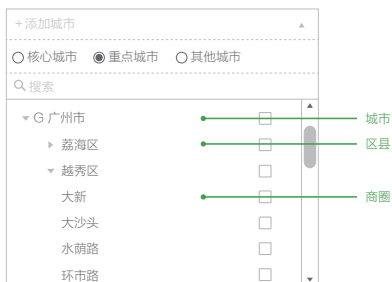 +添加城市
核心城市 重点城市 其他城市
搜索
G 广州市 城市
荔海区 区县
越秀区
大新 商圈
大沙头
水荫路
环市路